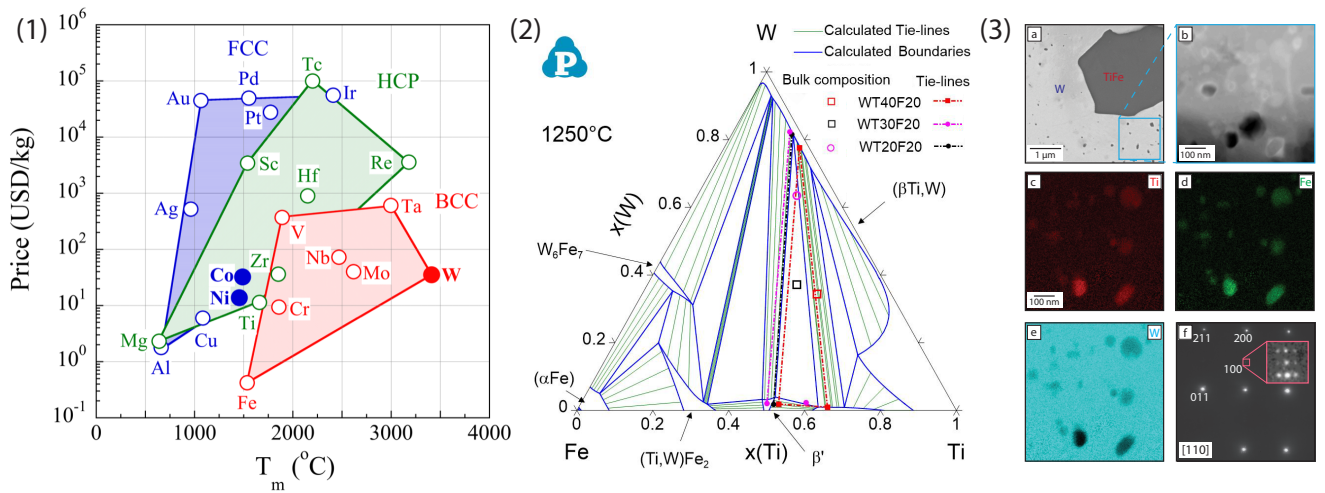 (1)
10^6
10^5
10^4
10^3
10^2
10^1
10^0
10^-1
Price (USD/kg)
FCC
HCP
BCC
Tc
Pd
Au
Ir
Pt
Sc
Re
Hf
Ag
Ta
V
Nb
Mo
Zr
Co
W
Ni
Cr
Ti
Cu
Mg
Al
Fe
0 1000 2000 3000 4000
T_m (°C)
(2)
P
1250°C
W
Calculated Tie-lines
Calculated Boundaries
Bulk composition Tie-lines
WT40F20
WT30F20
WT20F20
1
0.8
0.6
0.4
0.2
0
x(W)
(βTi,W)
W6Fe7
(αFe)
0 0.2 0.4 0.6 0.8 1
Fe
(Ti,W)Fe2
x(Ti)
β'
Ti
(3)
a
W
TiFe
1 μm
b
100 nm
c
Ti
100 nm
d
Fe
e
W
f
211
200
100
011
[110]